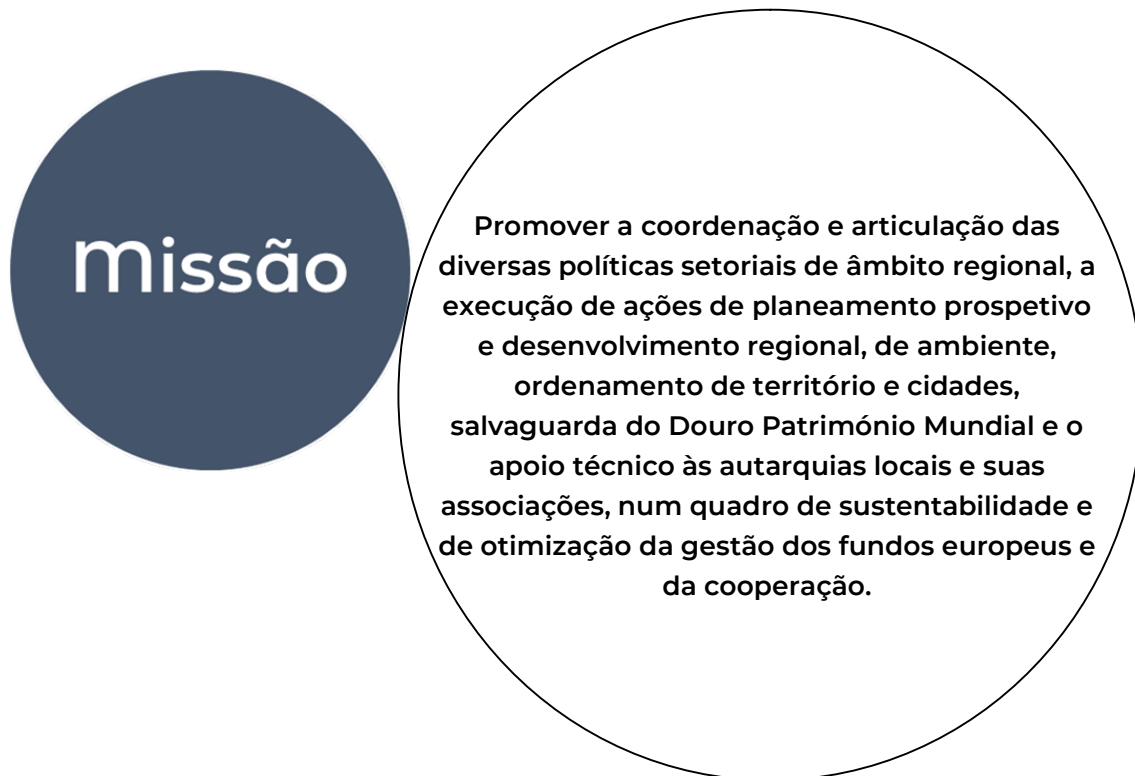 missão
Promover a coordenação e articulação das
diversas políticas setoriais de âmbito regional, a
execução de ações de planeamento prospetivo
e desenvolvimento regional, de ambiente,
ordenamento de território e cidades,
salvaguarda do Douro Património Mundial e o
apoio técnico às autarquias locais e suas
associações, num quadro de sustentabilidade e
de otimização da gestão dos fundos europeus e
da cooperação.